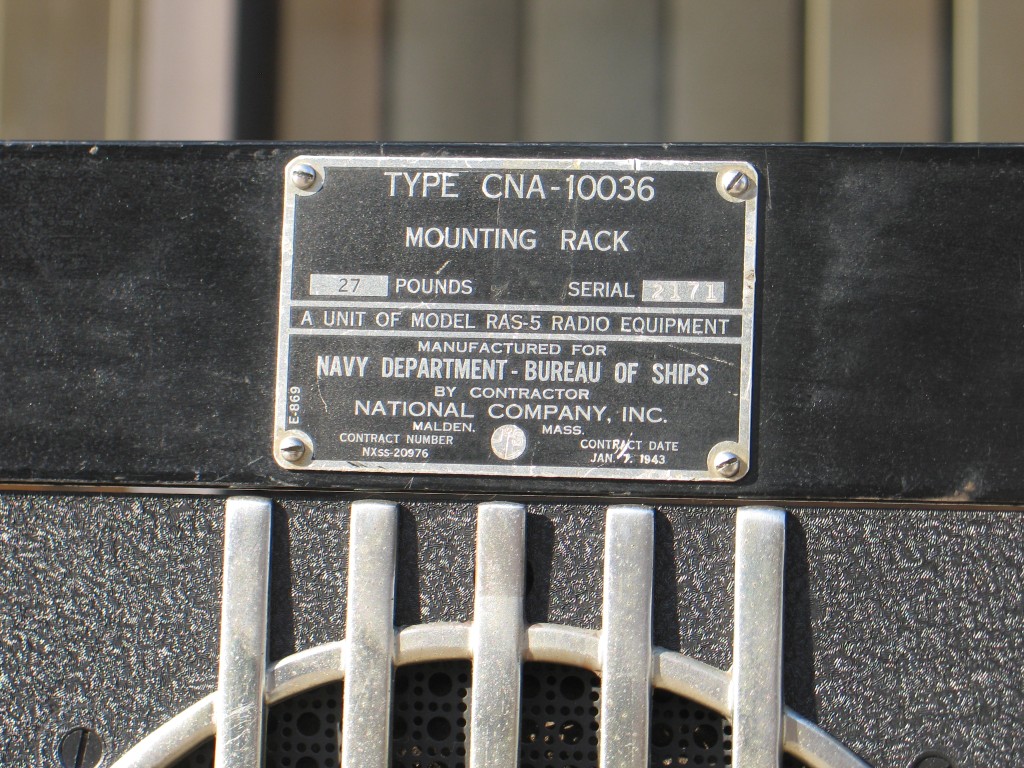 TYPE CNA-10036
MOUNTING RACK
27 POUNDS SERIAL 2171
A UNIT OF MODEL RAS-5 RADIO EQUIPMENT
MANUFACTURED FOR
NAVY DEPARTMENT - BUREAU OF SHIPS
BY CONTRACTOR
NATIONAL COMPANY, INC.
MALDEN. MASS.
CONTRACT NUMBER CONTRACT DATE
NXSS-20976 JAN. 7, 1943
E-869